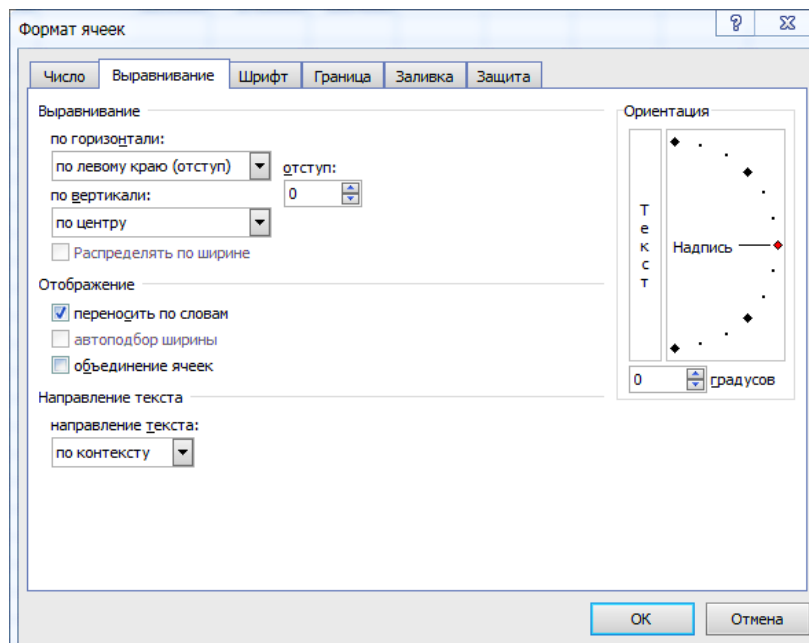 Формат ячеек
Число Выравнивание Шрифт Граница Заливка Защита
Выравнивание
по горизонтали:
по левому краю (отступ)
отступ:
0
по вертикали:
по центру
Распределять по ширине
Отображение
переносить по словам
автоподбор ширины
объединение ячеек
Направление текста
направление текста:
по контексту
Ориентация
Текст
Надпись
0 градусов
ОК Отмена